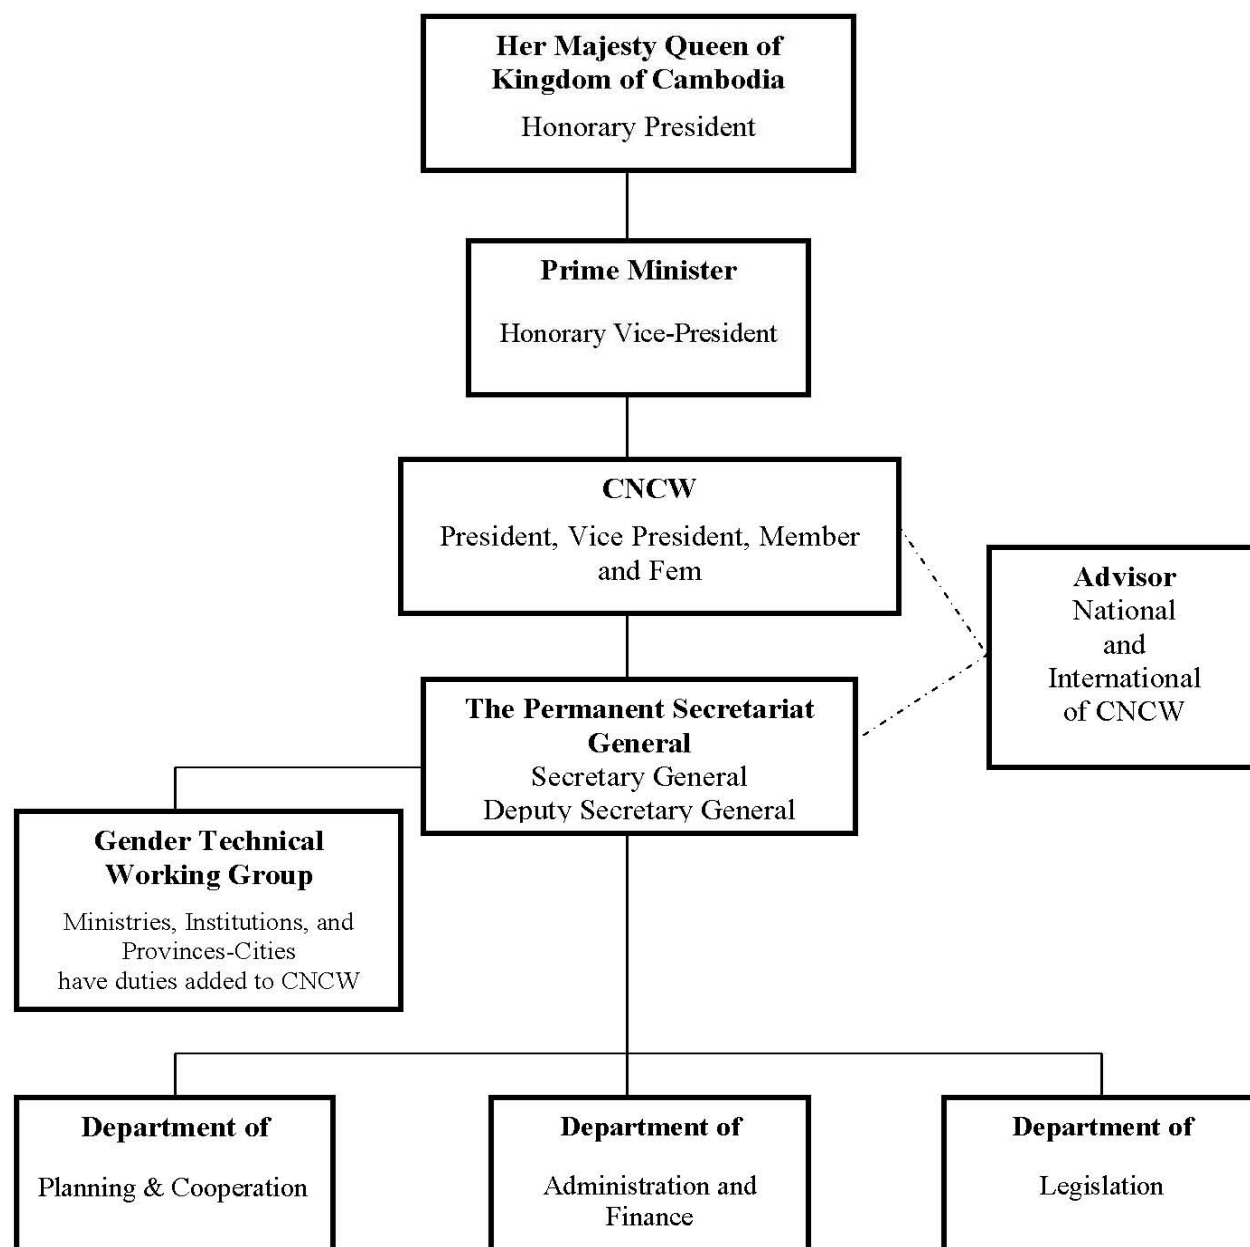 Her Majesty Queen of
Kingdom of Cambodia
Honorary President
Prime Minister
Honorary Vice-President
CNCW
President, Vice President, Member
and Fem
Advisor
National
and
International
of CNCW
The Permanent Secretariat
General
Secretary General
Deputy Secretary General
Gender Technical
Working Group
Ministries, Institutions, and
Provinces-Cities
have duties added to CNCW
Department of
Planning & Cooperation
Department of
Administration and
Finance
Department of
Legislation